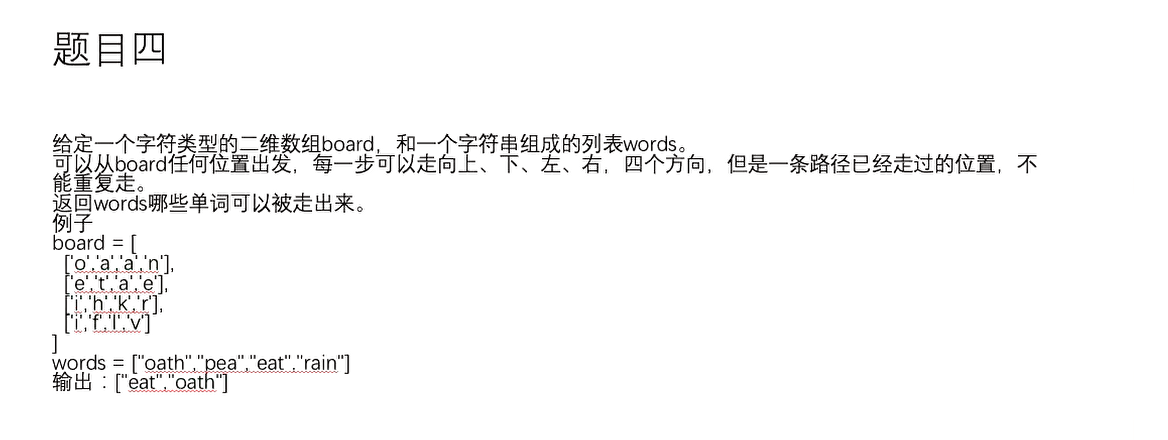 题目四
给定一个字符类型的二维数组board，和一个字符串组成的列表words。
可以从board任何位置出发，每一步可以走向上、下、左、右，四个方向，但是一条路径已经走过的位置，不
能重复走。
返回words哪些单词可以被走出来。
例子
board = [
['o','a','a','n'],
['e','t','a','e'],
['i','h','k','r'],
['i','f','l','v']
]
words = ["oath","pea","eat","rain"]
输出：["eat","oath"]